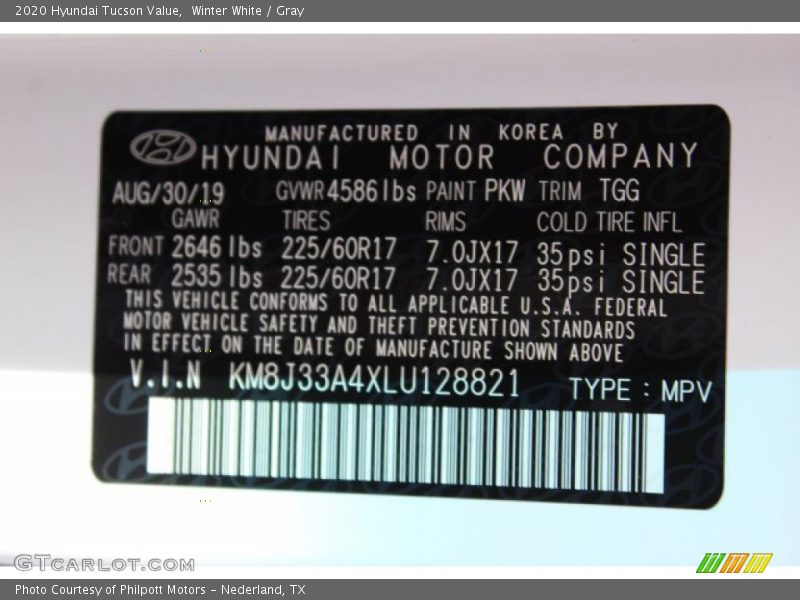 2020 Hyundai Tucson Value, Winter White / Gray
MANUFACTURED IN KOREA BY
HYUNDAI MOTOR COMPANY
AUG/30/19 GVWR 4586lbs PAINT PKW TRIM TGG
GAWR TIRES RIMS COLD TIRE INFL
FRONT 2646 lbs 225/60R17 7.0JX17 35psi SINGLE
REAR 2535 lbs 225/60R17 7.0JX17 35psi SINGLE
THIS VEHICLE CONFORMS TO ALL APPLICABLE U.S.A. FEDERAL
MOTOR VEHICLE SAFETY AND THEFT PREVENTION STANDARDS
IN EFFECT ON THE DATE OF MANUFACTURE SHOWN ABOVE
V.I.N KM8J33A4XLU128821 TYPE : MPV
GTCARLOT.COM
Photo Courtesy of Philpott Motors - Nederland, TX